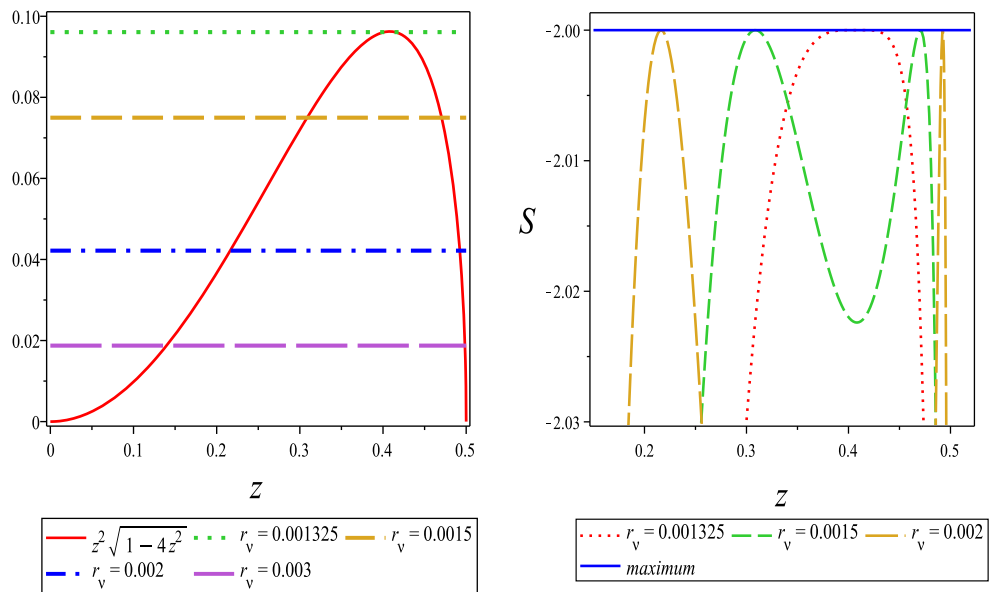 0.10
0.08
0.06
0.04
0.02
0
0 0.1 0.2 0.3 0.4 0.5
z
z² √(1 − 4z²) r_ν = 0.001325 r_ν = 0.0015
r_ν = 0.002 r_ν = 0.003
-2.00
-2.01
S
-2.02
-2.03
0.2 0.3 0.4 0.5
z
r_ν = 0.001325 r_ν = 0.0015 r_ν = 0.002
maximum